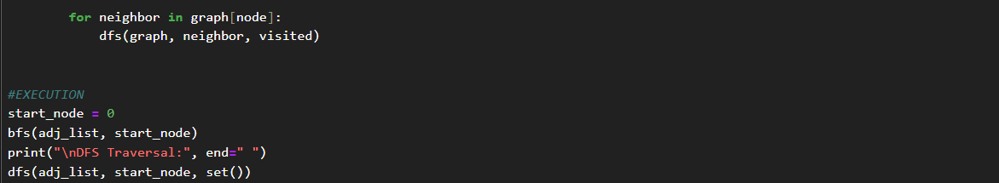 for neighbor in graph[node]:
dfs(graph, neighbor, visited)
#EXECUTION
start_node = 0
bfs(adj_list, start_node)
print("\nDFS Traversal:", end=" ")
dfs(adj_list, start_node, set())